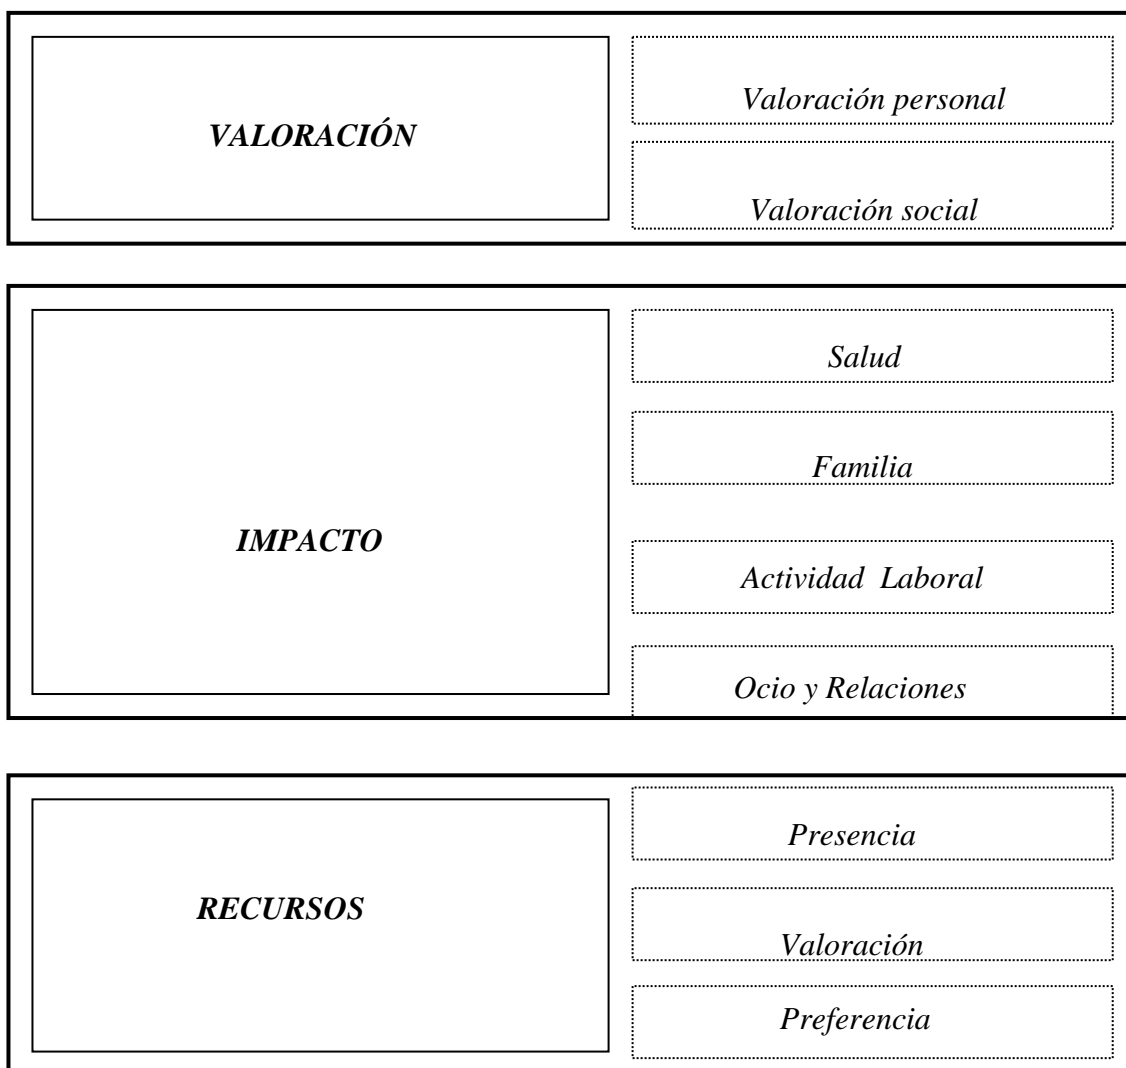 VALORACIÓN
Valoración personal
Valoración social
IMPACTO
Salud
Familia
Actividad Laboral
Ocio y Relaciones
RECURSOS
Presencia
Valoración
Preferencia